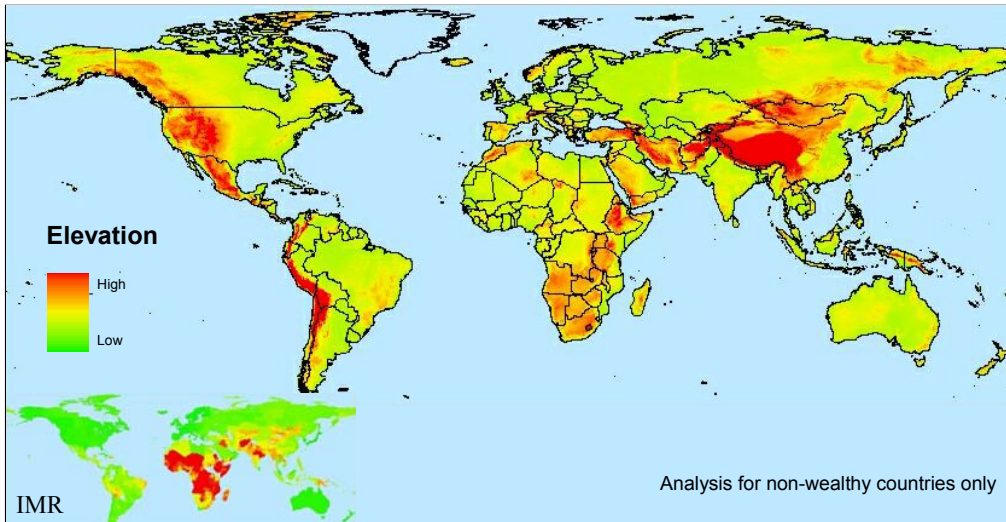 Elevation
High
Low
IMR
Analysis for non-wealthy countries only